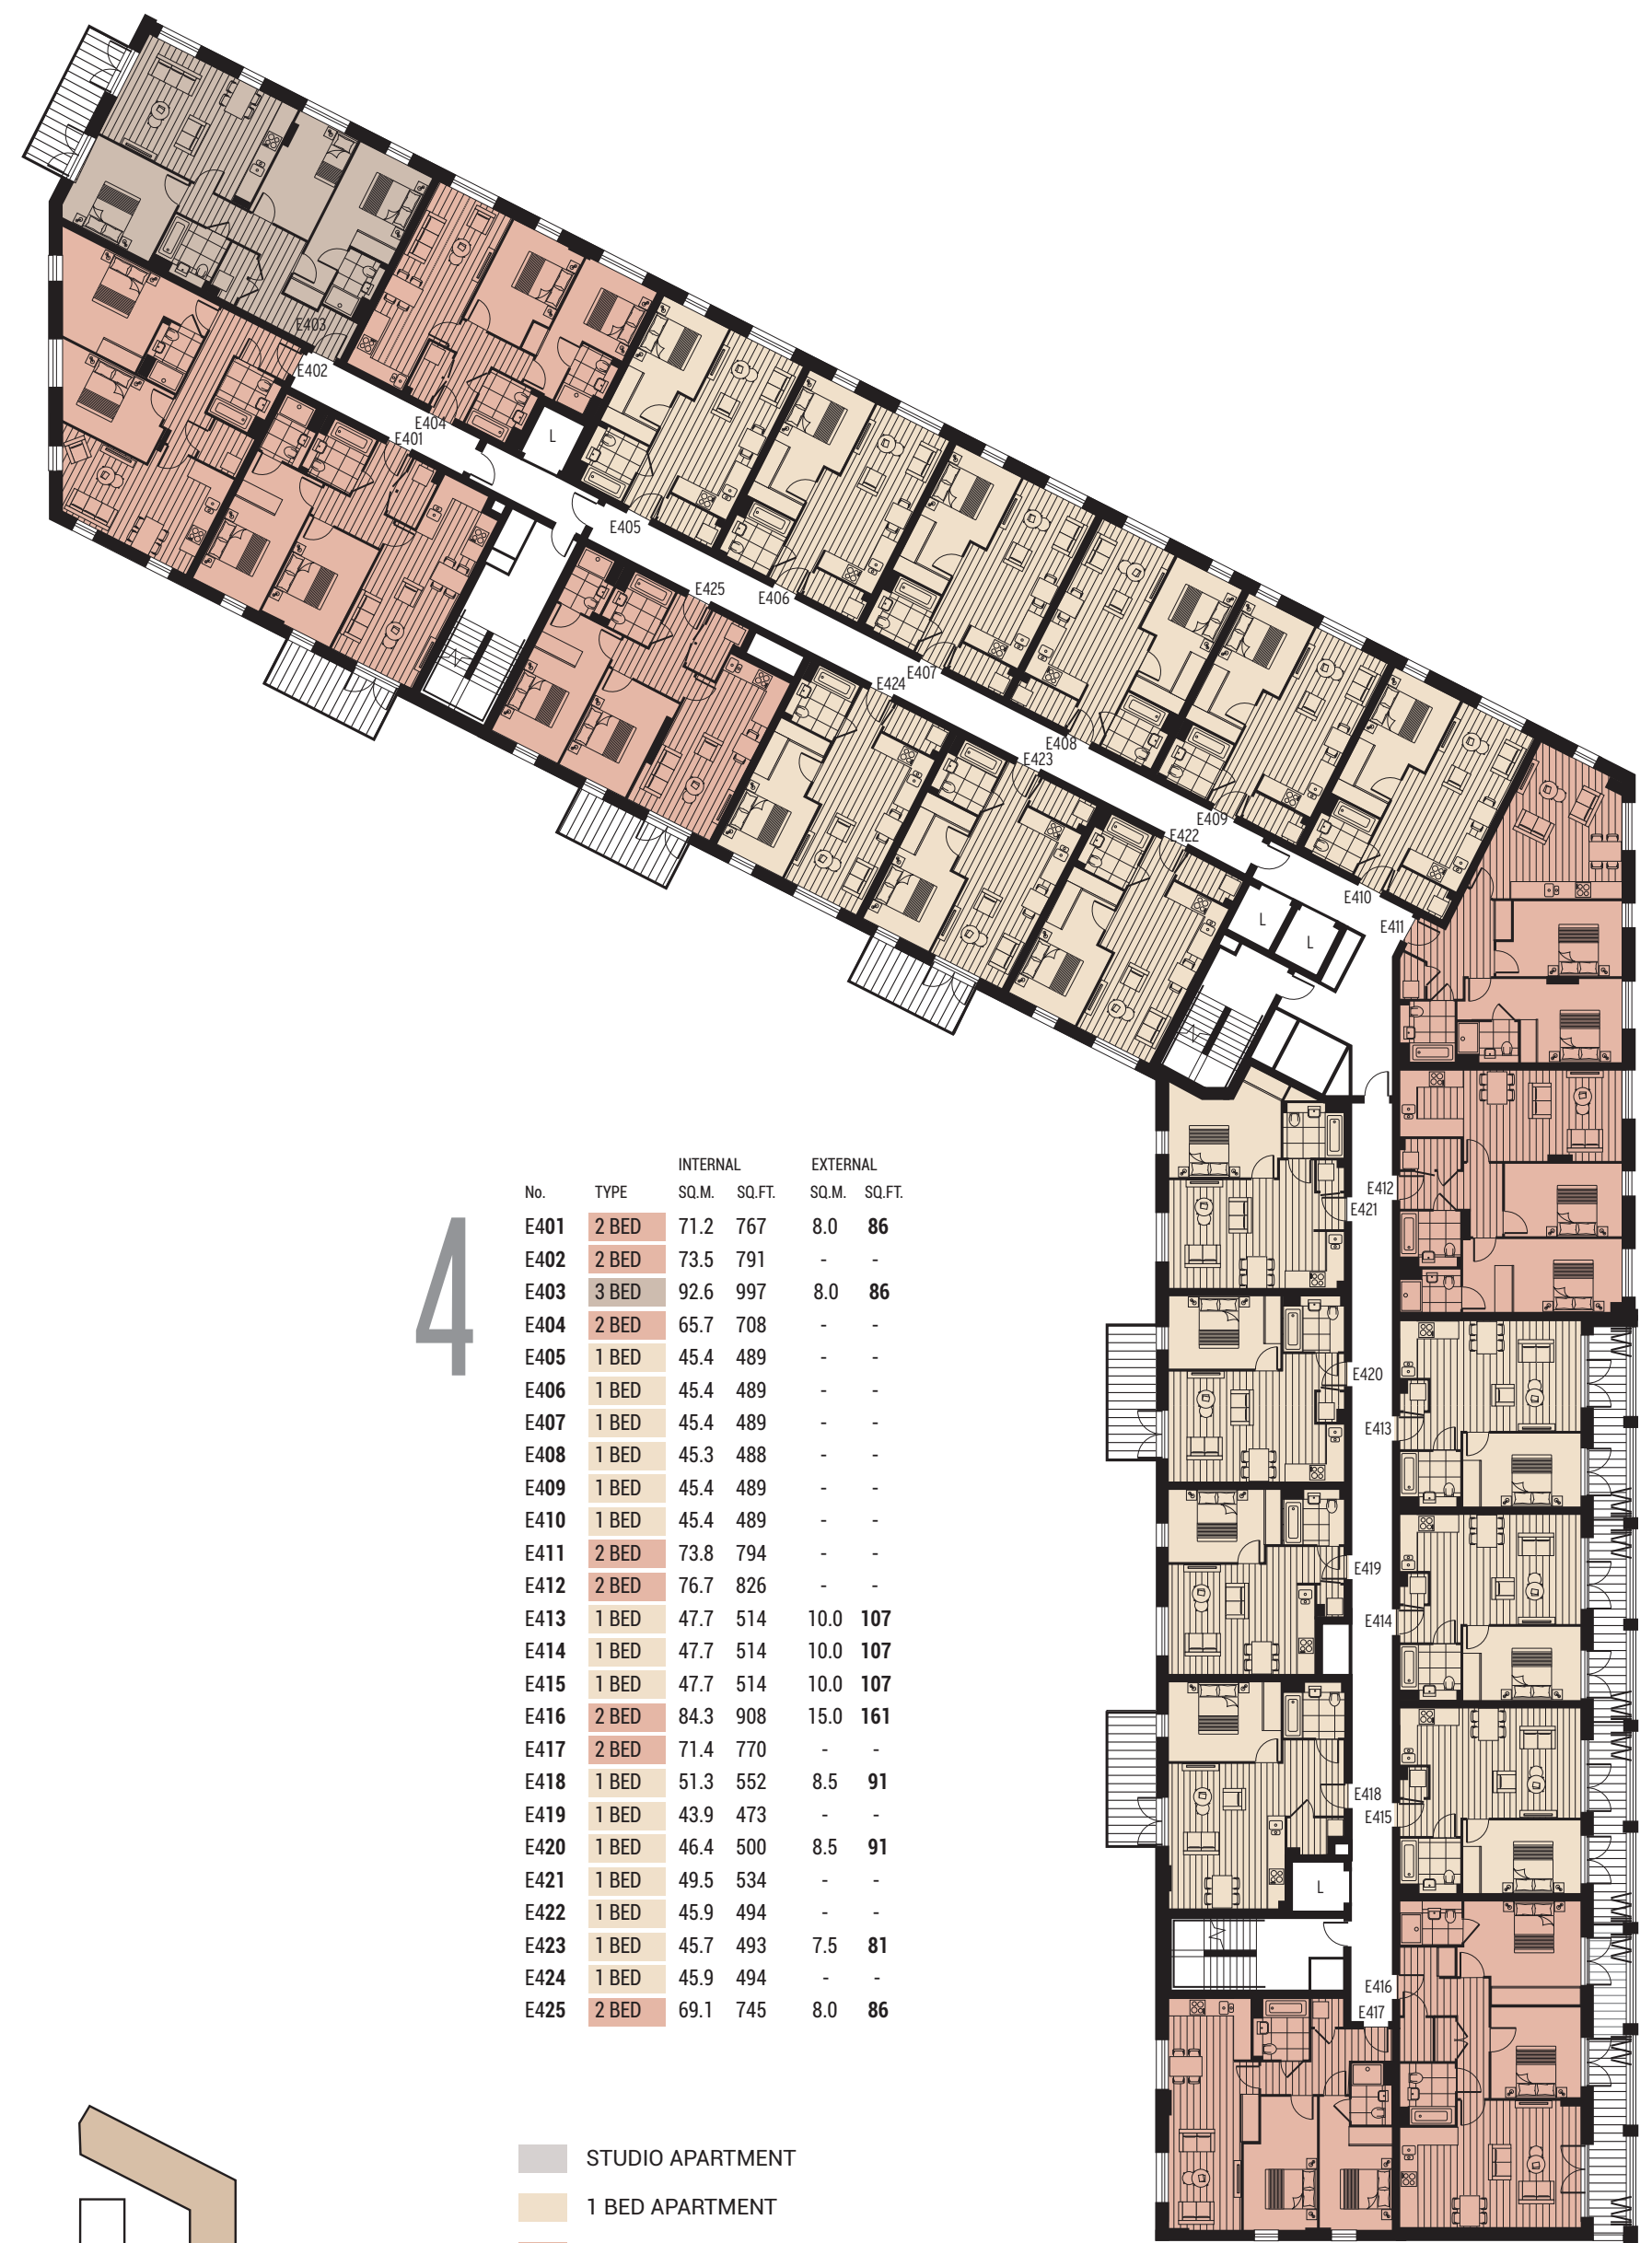 E403
E402
E404
E401
L
E405
E425
E406
E407
E424
E408
E423
E409
E422
E410
L
L
E411
E412
E421
E420
E413
E419
E414
E418
E415
L
E416
E417
4
INTERNAL EXTERNAL
No. TYPE SQ.M. SQ.FT. SQ.M. SQ.FT.
E401 2 BED 71.2 767 8.0 86
E402 2 BED 73.5 791 - -
E403 3 BED 92.6 997 8.0 86
E404 2 BED 65.7 708 - -
E405 1 BED 45.4 489 - -
E406 1 BED 45.4 489 - -
E407 1 BED 45.4 489 - -
E408 1 BED 45.3 488 - -
E409 1 BED 45.4 489 - -
E410 1 BED 45.4 489 - -
E411 2 BED 73.8 794 - -
E412 2 BED 76.7 826 - -
E413 1 BED 47.7 514 10.0 107
E414 1 BED 47.7 514 10.0 107
E415 1 BED 47.7 514 10.0 107
E416 2 BED 84.3 908 15.0 161
E417 2 BED 71.4 770 - -
E418 1 BED 51.3 552 8.5 91
E419 1 BED 43.9 473 - -
E420 1 BED 46.4 500 8.5 91
E421 1 BED 49.5 534 - -
E422 1 BED 45.9 494 - -
E423 1 BED 45.7 493 7.5 81
E424 1 BED 45.9 494 - -
E425 2 BED 69.1 745 8.0 86
STUDIO APARTMENT
1 BED APARTMENT